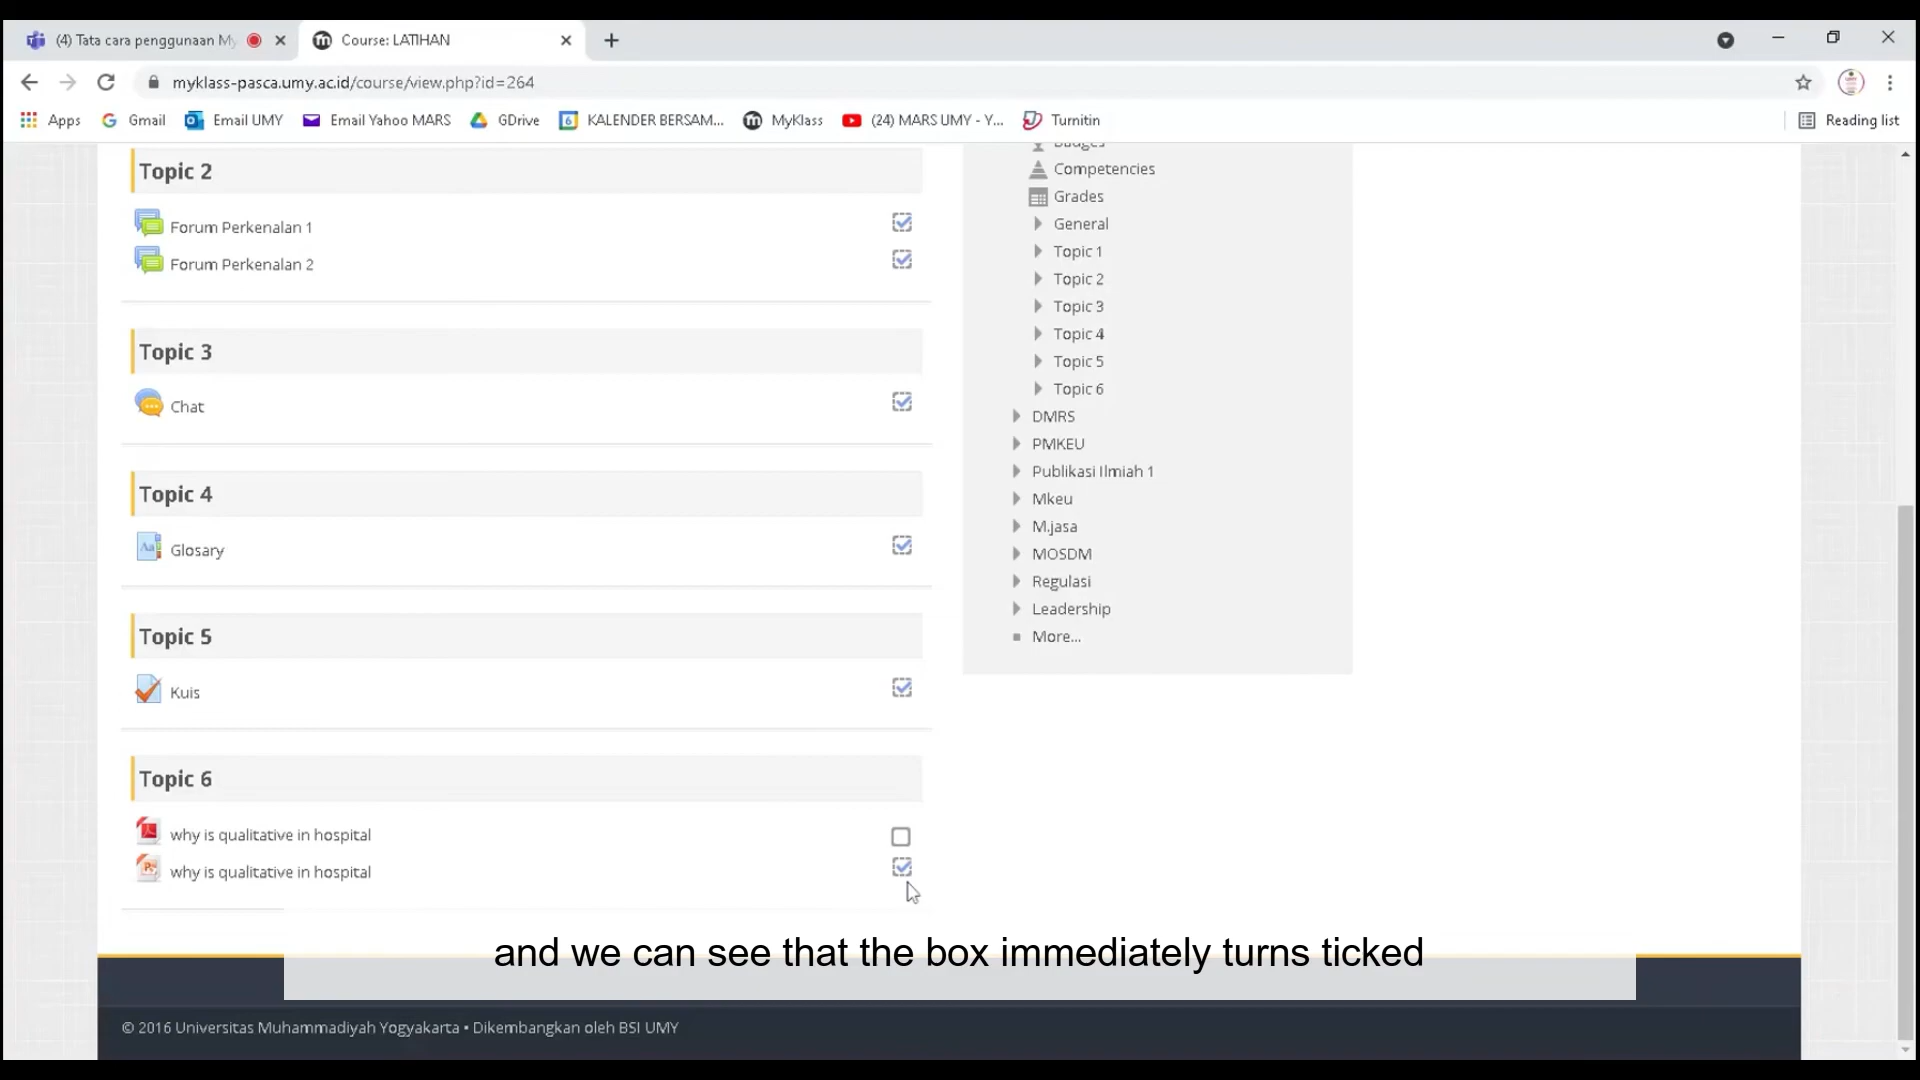 (4) Tata cara penggunaan My
Course: LATIHAN
myklass-pasca.umy.ac.id/course/view.php?id=264
Apps
Gmail
Email UMY
Email Yahoo MARS
GDrive
KALENDER BERSAM...
MyKlass
(24) MARS UMY - Y...
Turnitin
Reading list
Topic 2
Forum Perkenalan 1
Forum Perkenalan 2
Topic 3
Chat
Topic 4
Glosary
Topic 5
Kuis
Topic 6
why is qualitative in hospital
why is qualitative in hospital
Badges
Competencies
Grades
General
Topic 1
Topic 2
Topic 3
Topic 4
Topic 5
Topic 6
DMRS
PMKEU
Publikasi Ilmiah 1
Mkeu
M.jasa
MOSDM
Regulasi
Leadership
More...
and we can see that the box immediately turns ticked
© 2016 Universitas Muhammadiyah Yogyakarta • Dikembangkan oleh BSI UMY